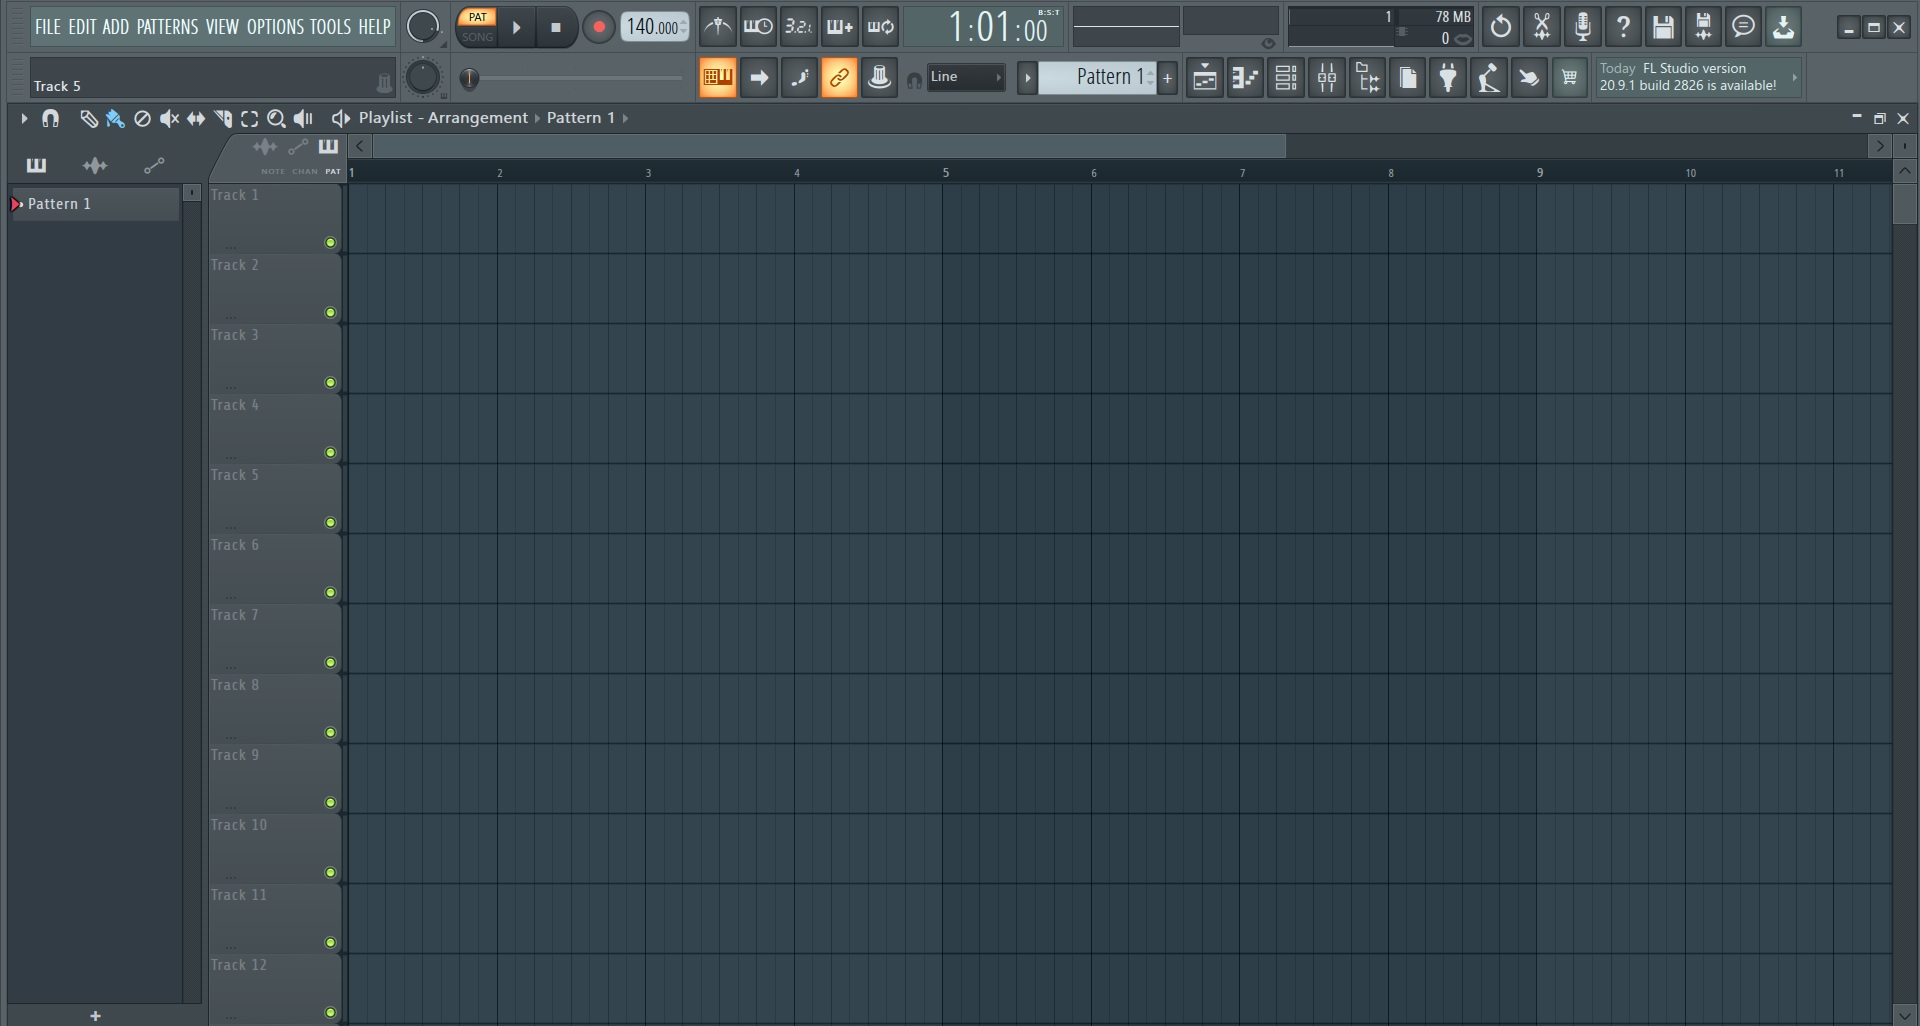 FILE EDIT ADD PATTERNS VIEW OPTIONS TOOLS HELP
PAT
SONG
140.000
3.2.1
1:01:00
B:S:T
1
78 MB
0
Track 5
Line
Pattern 1
Today FL Studio version
20.9.1 build 2826 is available!
Playlist - Arrangement › Pattern 1 ›
NOTE CHAN PAT
1 2 3 4 5 6 7 8 9 10 11
Pattern 1
Track 1
...
Track 2
...
Track 3
...
Track 4
...
Track 5
...
Track 6
...
Track 7
...
Track 8
...
Track 9
...
Track 10
...
Track 11
...
Track 12
...